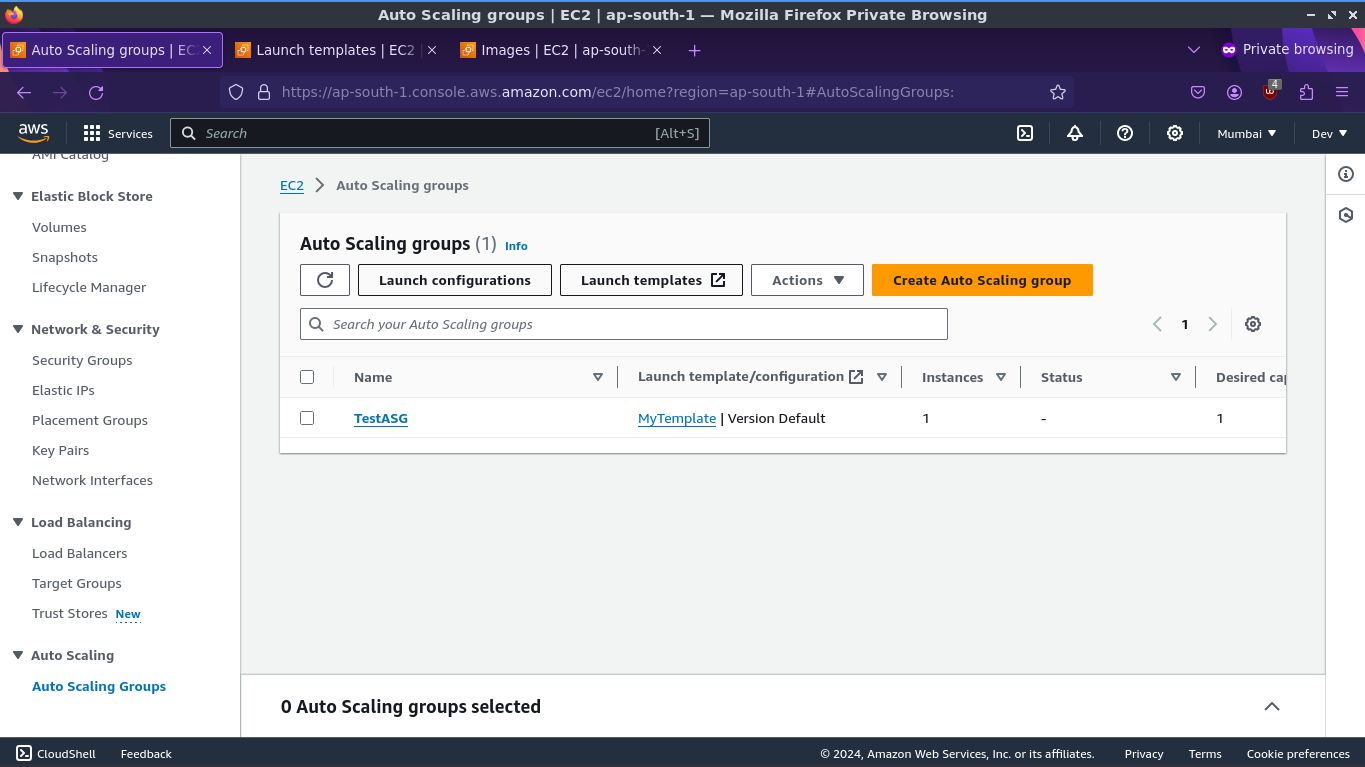 Auto Scaling groups | EC2 | ap-south-1 — Mozilla Firefox Private Browsing
Auto Scaling groups | EC
Launch templates | EC2
Images | EC2 | ap-south-
Private browsing
https://ap-south-1.console.aws.amazon.com/ec2/home?region=ap-south-1#AutoScalingGroups:
4
aws
Services
Search
[Alt+S]
Mumbai
Dev
AMI Catalog
Elastic Block Store
Volumes
Snapshots
Lifecycle Manager
Network & Security
Security Groups
Elastic IPs
Placement Groups
Key Pairs
Network Interfaces
Load Balancing
Load Balancers
Target Groups
Trust Stores New
Auto Scaling
Auto Scaling Groups
EC2 > Auto Scaling groups
Auto Scaling groups (1) Info
Launch configurations
Launch templates
Actions
Create Auto Scaling group
Search your Auto Scaling groups
1
Name Launch template/configuration Instances Status Desired cap
TestASG MyTemplate | Version Default 1 - 1
0 Auto Scaling groups selected
CloudShell Feedback © 2024, Amazon Web Services, Inc. or its affiliates. Privacy Terms Cookie preferences